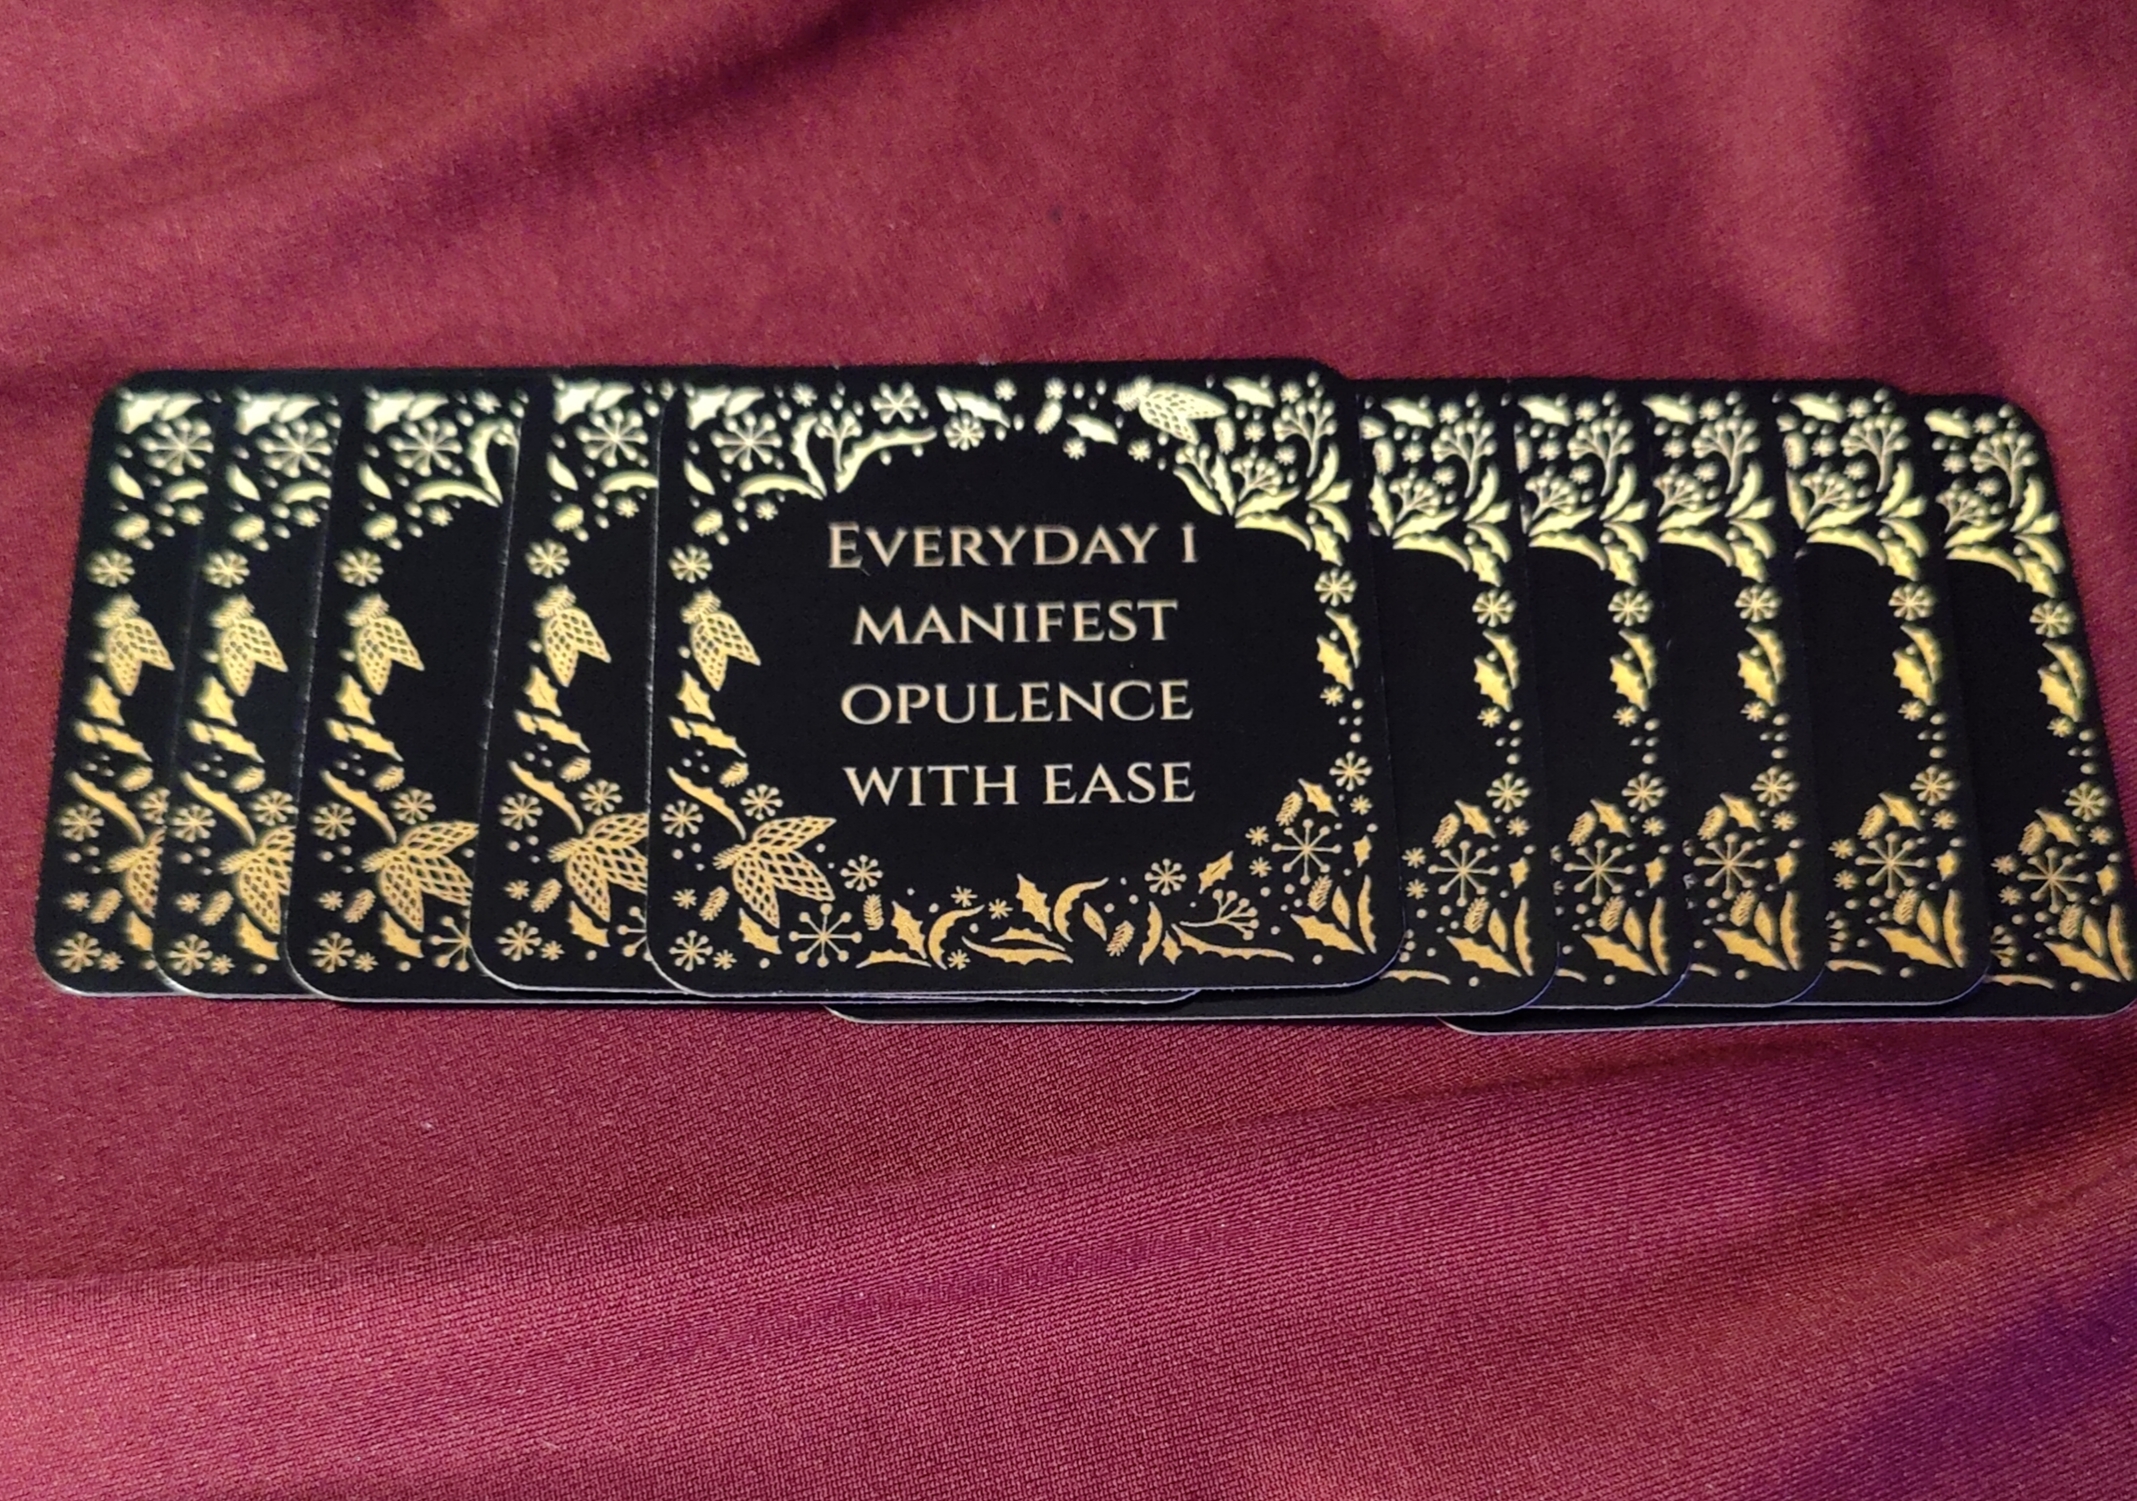 Everyday I
manifest
opulence
with ease